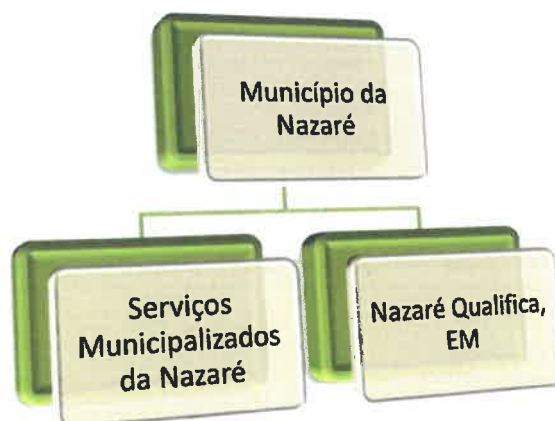 Município da
Nazaré
Serviços
Municipalizados
da Nazaré
Nazaré Qualifica,
EM